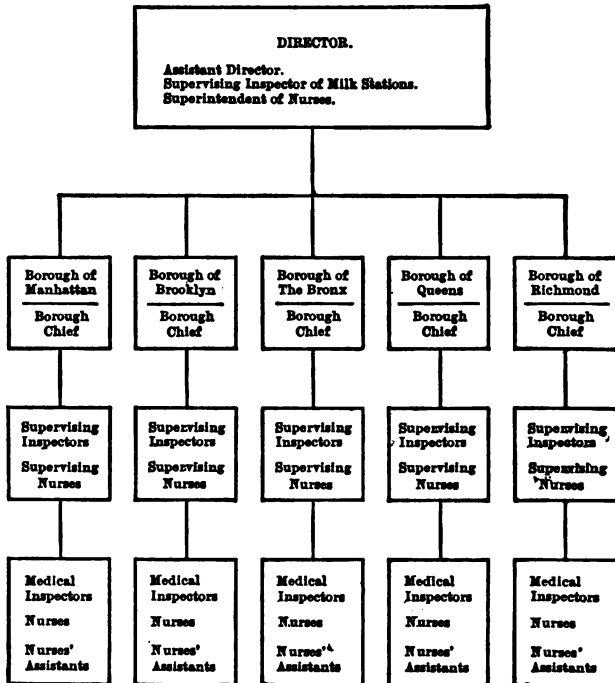 DIRECTOR.
Assistant Director.
Supervising Inspector of Milk Stations.
Superintendent of Nurses.
Borough of
Manhattan
Borough
Chief
Borough of
Brooklyn
Borough
Chief
Borough of
The Bronx
Borough
Chief
Borough of
Queens
Borough
Chief
Borough of
Richmond
Borough
Chief
Supervising
Inspectors
Supervising
Nurses
Supervising
Inspectors
Supervising
Nurses
Supervising
Inspectors
Supervising
Nurses
Supervising
Inspectors
Supervising
Nurses
Supervising
Inspectors
Supervising
Nurses
Medical
Inspectors
Nurses
Nurses'
Assistants
Medical
Inspectors
Nurses
Nurses'
Assistants
Medical
Inspectors
Nurses
Nurses'
Assistants
Medical
Inspectors
Nurses
Nurses'
Assistants
Medical
Inspectors
Nurses
Nurses'
Assistants